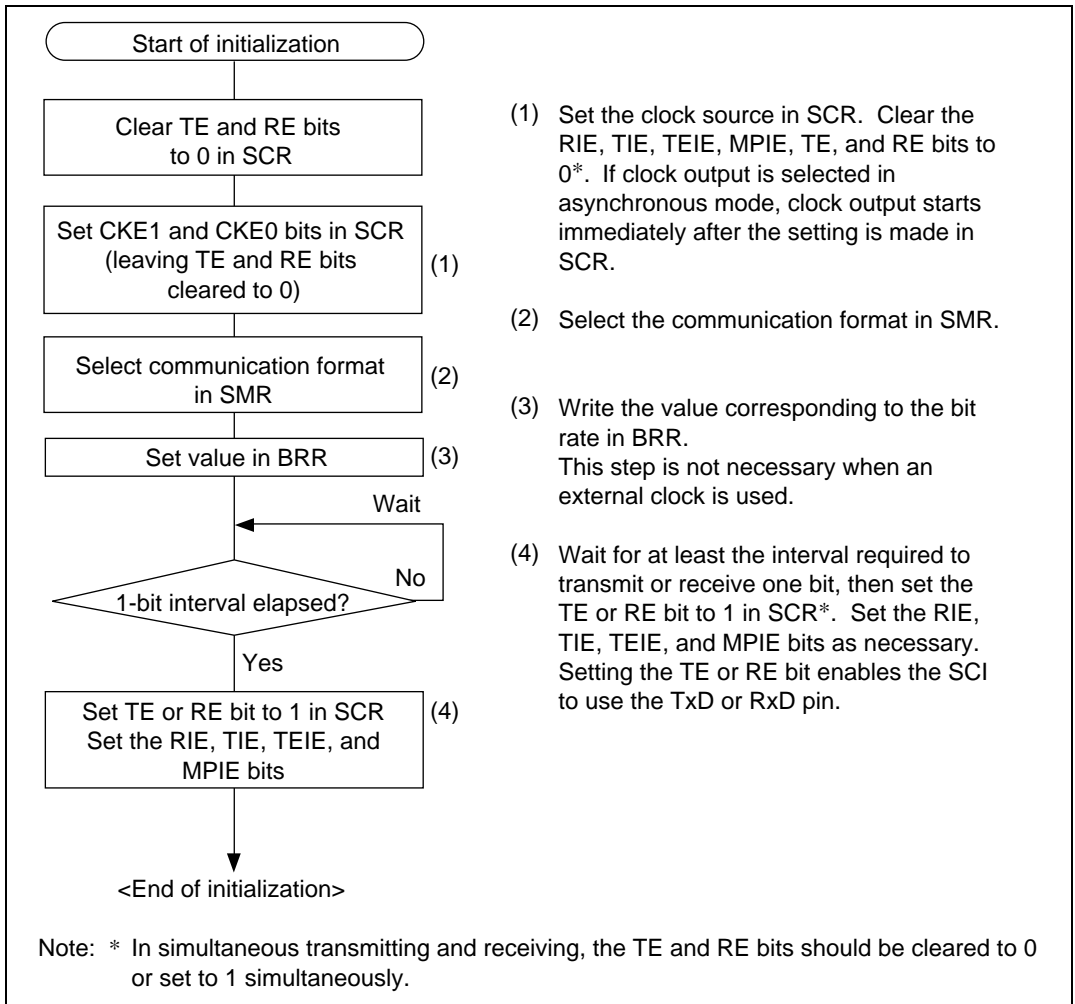 Start of initialization
Clear TE and RE bits
to 0 in SCR
Set CKE1 and CKE0 bits in SCR
(leaving TE and RE bits
cleared to 0)
(1)
Select communication format
in SMR
(2)
Set value in BRR
(3)
Wait
1-bit interval elapsed?
No
Yes
Set TE or RE bit to 1 in SCR
Set the RIE, TIE, TEIE, and
MPIE bits
(4)
<End of initialization>
(1) Set the clock source in SCR. Clear the
RIE, TIE, TEIE, MPIE, TE, and RE bits to
0*. If clock output is selected in
asynchronous mode, clock output starts
immediately after the setting is made in
SCR.
(2) Select the communication format in SMR.
(3) Write the value corresponding to the bit
rate in BRR.
This step is not necessary when an
external clock is used.
(4) Wait for at least the interval required to
transmit or receive one bit, then set the
TE or RE bit to 1 in SCR*. Set the RIE,
TIE, TEIE, and MPIE bits as necessary.
Setting the TE or RE bit enables the SCI
to use the TxD or RxD pin.
Note: * In simultaneous transmitting and receiving, the TE and RE bits should be cleared to 0
or set to 1 simultaneously.